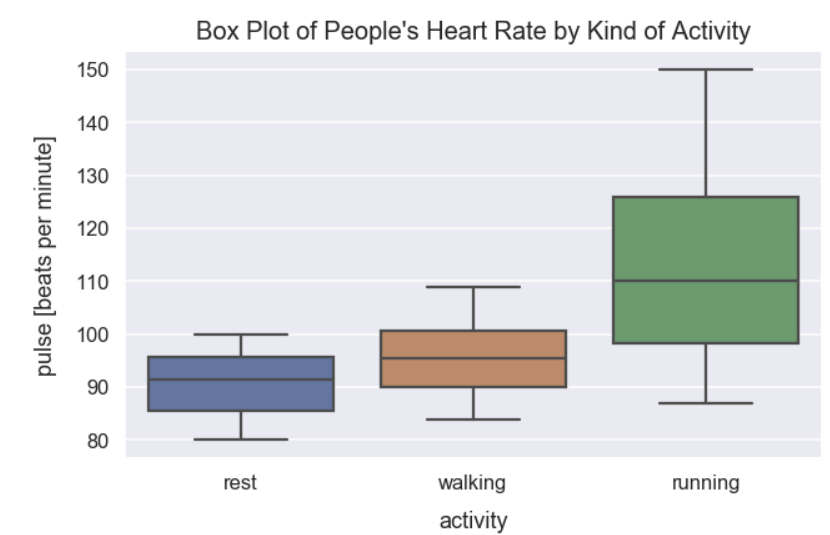 Box Plot of People's Heart Rate by Kind of Activity
pulse [beats per minute]
150
140
130
120
110
100
90
80
rest walking running
activity